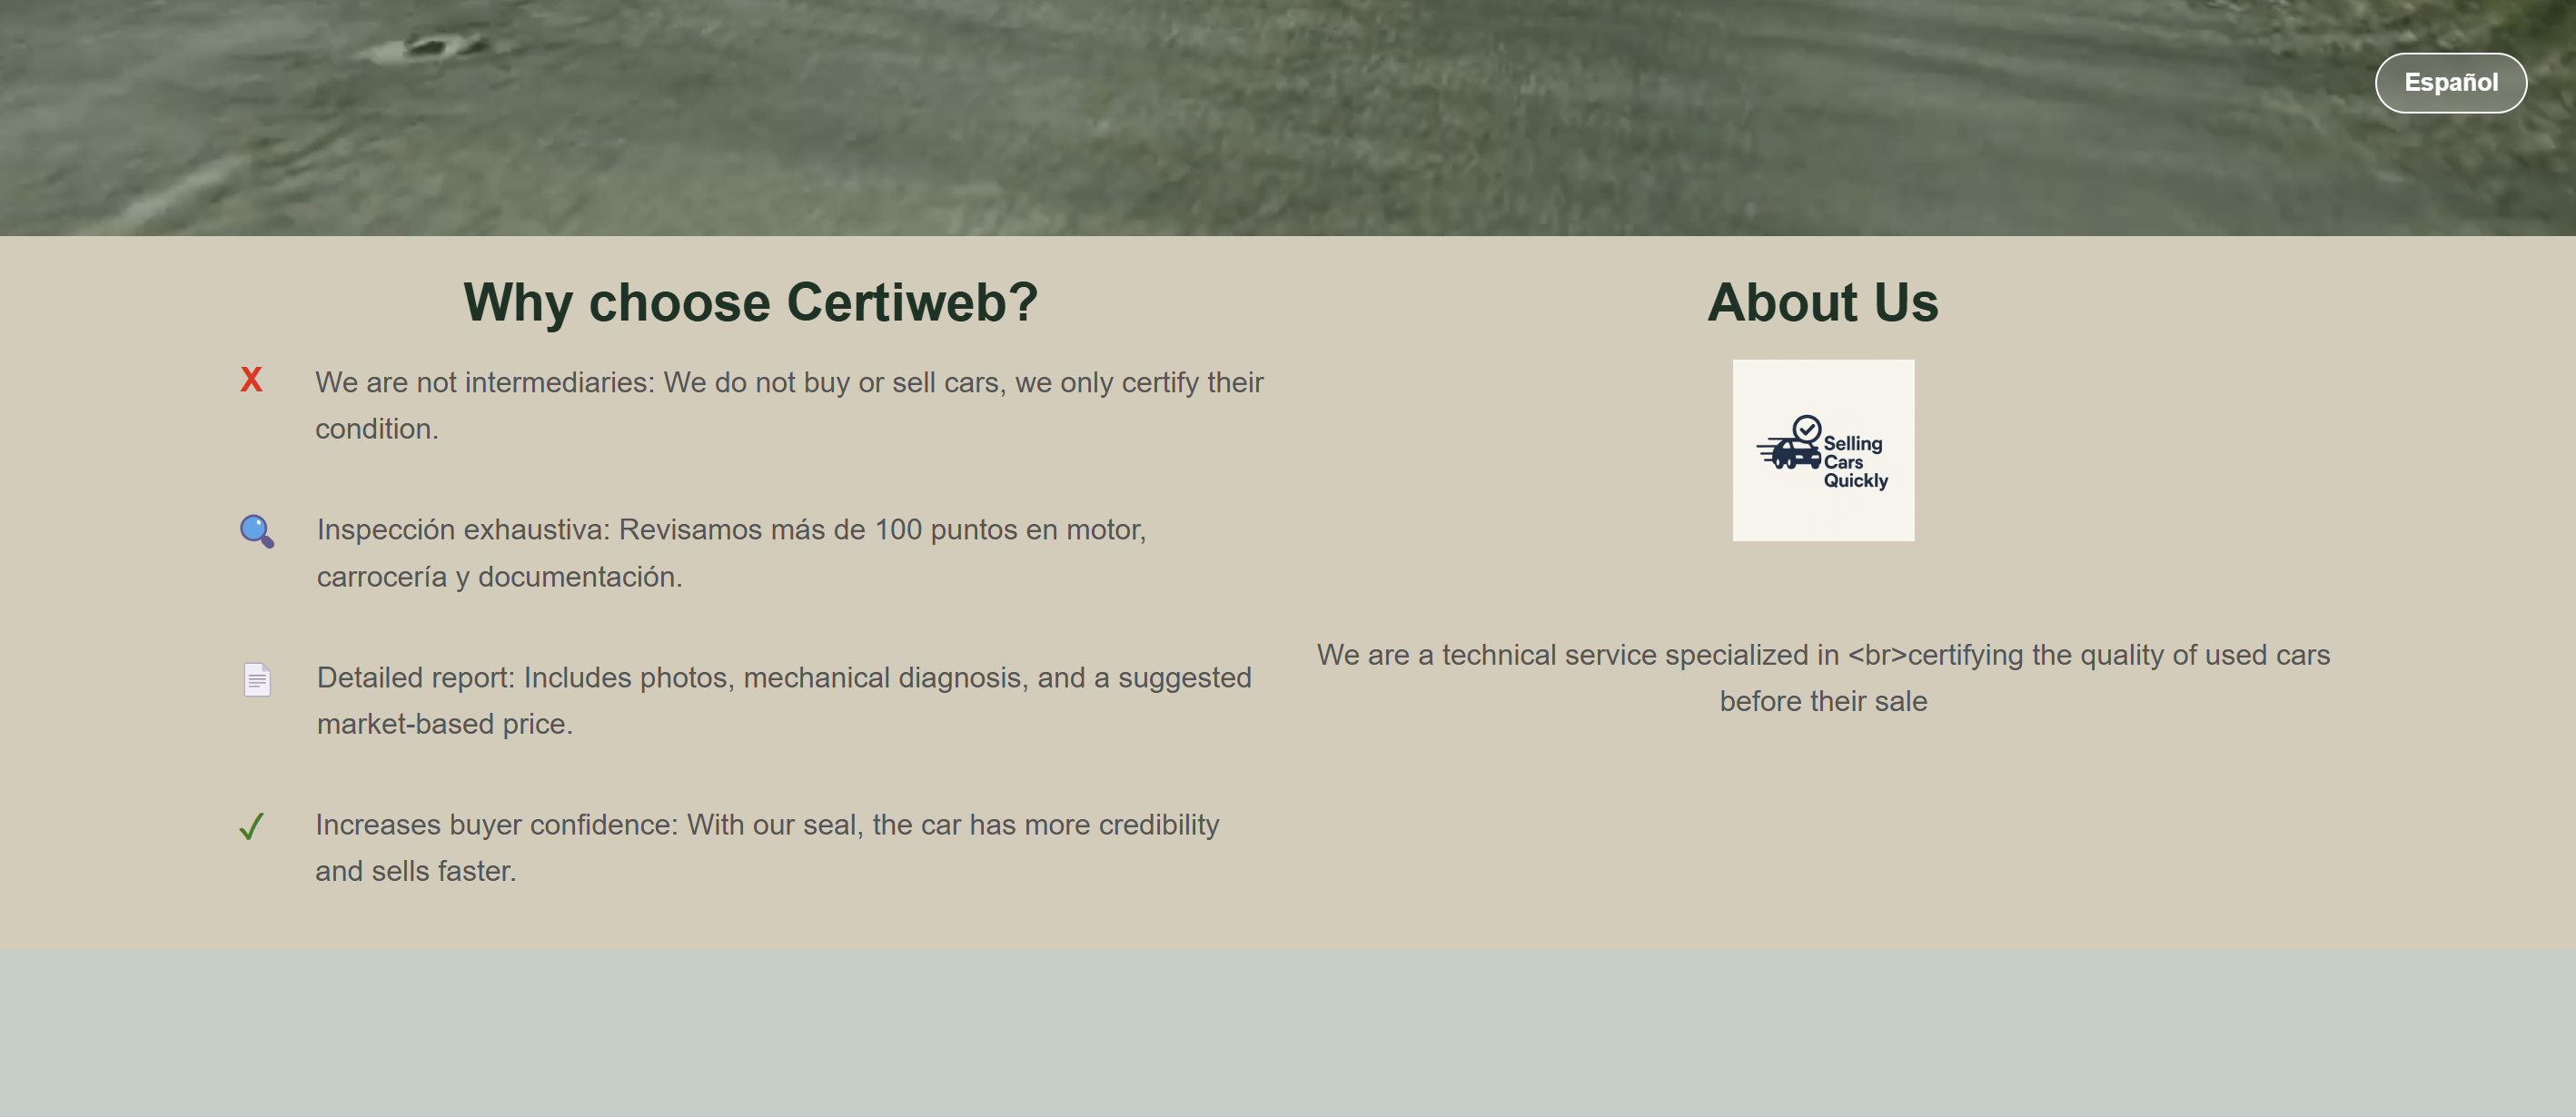 Español
Why choose Certiweb?
X We are not intermediaries: We do not buy or sell cars, we only certify their
condition.
Inspección exhaustiva: Revisamos más de 100 puntos en motor,
carrocería y documentación.
Detailed report: Includes photos, mechanical diagnosis, and a suggested
market-based price.
Increases buyer confidence: With our seal, the car has more credibility
and sells faster.
About Us
Selling
Cars
Quickly
We are a technical service specialized in <br>certifying the quality of used cars
before their sale